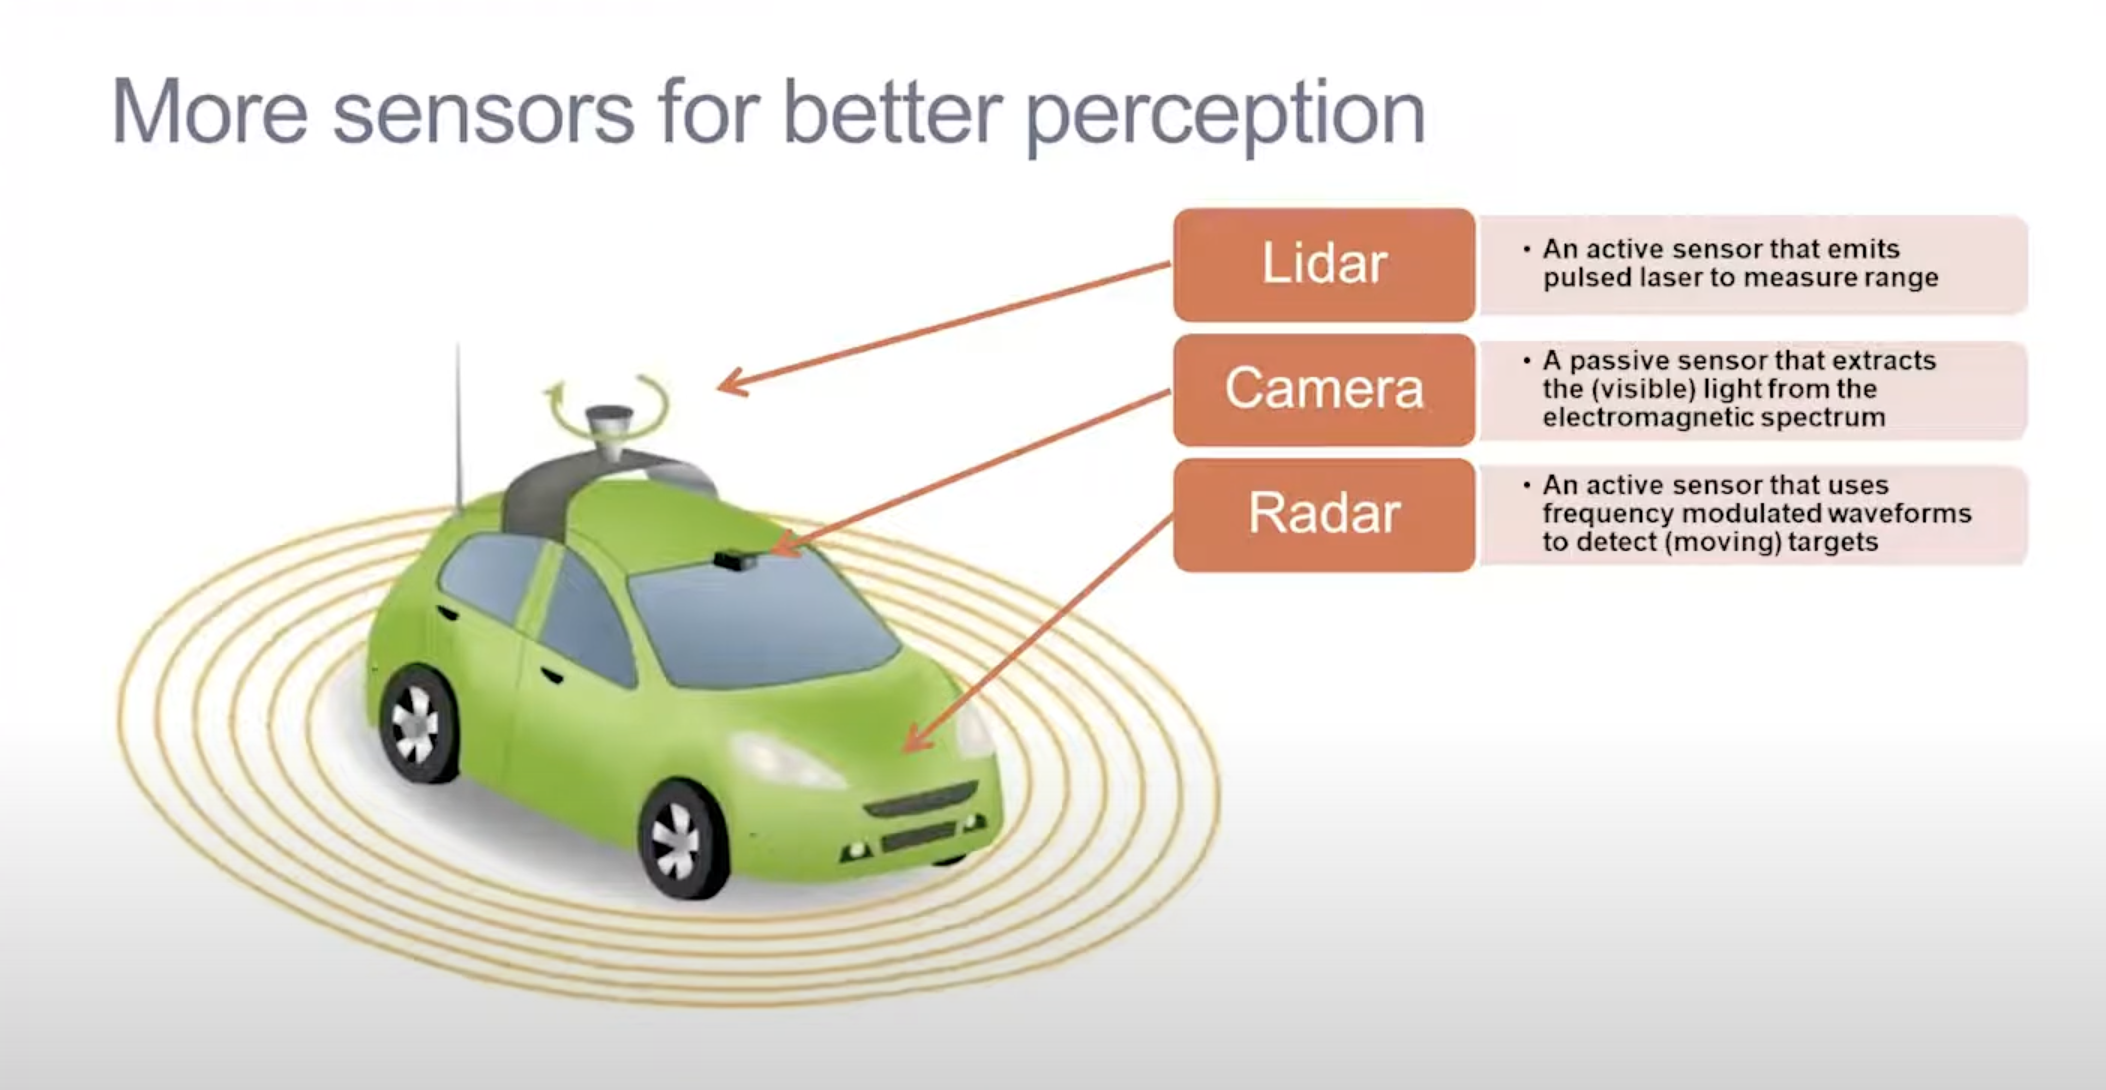 More sensors for better perception
Lidar
• An active sensor that emits
pulsed laser to measure range
Camera
• A passive sensor that extracts
the (visible) light from the
electromagnetic spectrum
Radar
• An active sensor that uses
frequency modulated waveforms
to detect (moving) targets